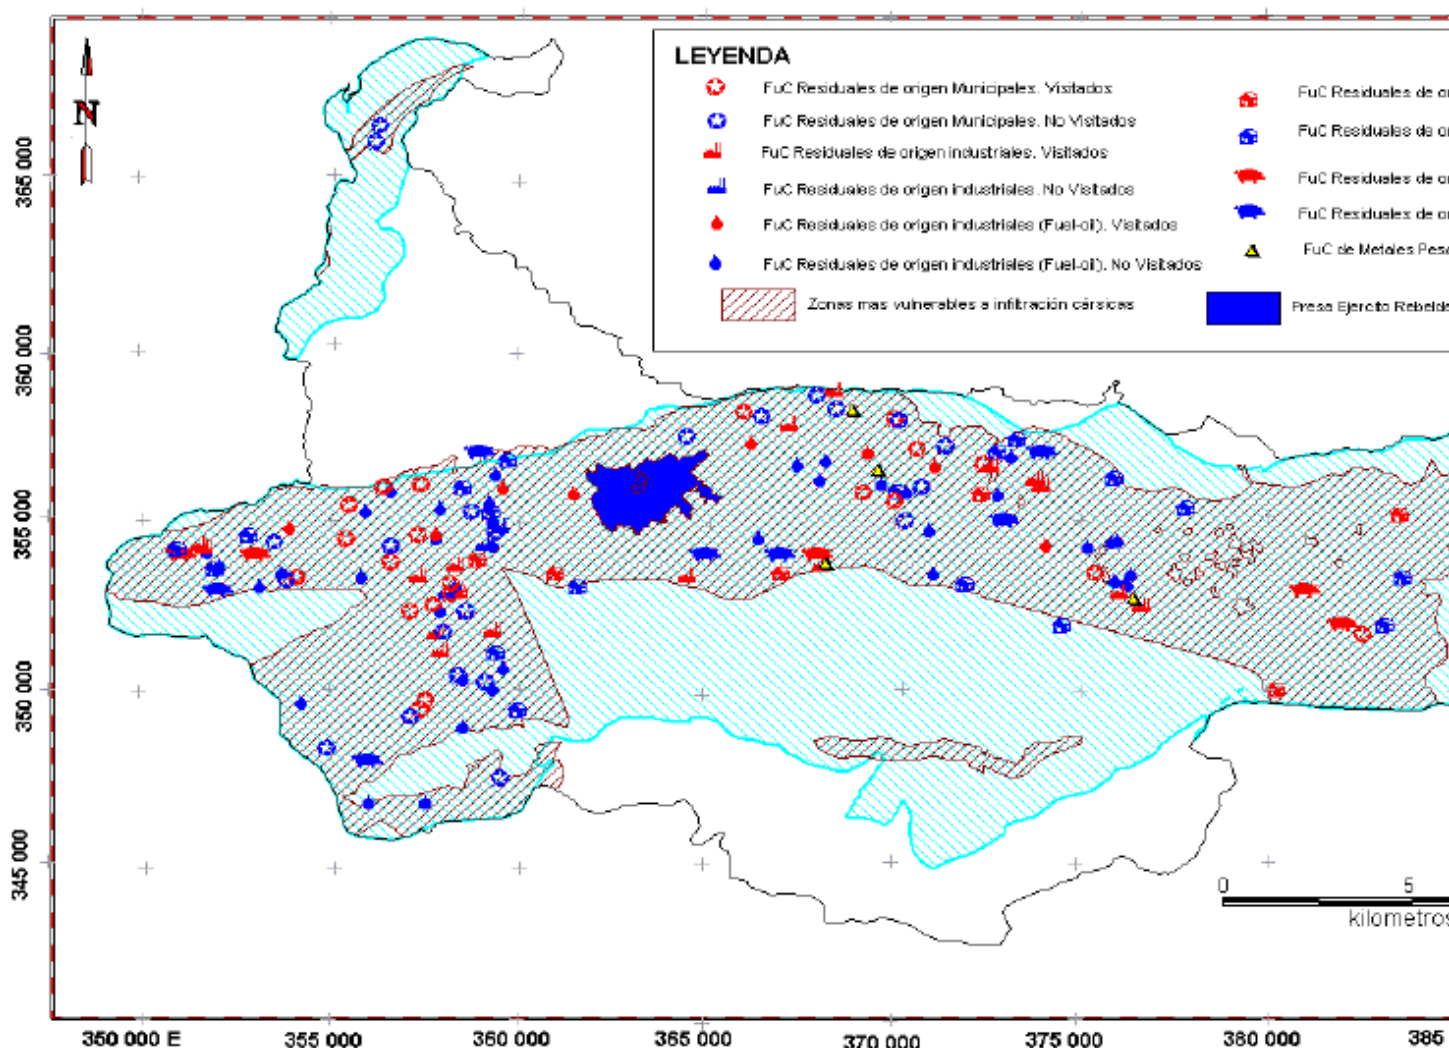 LEYENDA
FuC Residuales de origen Municipales. Visitados
FuC Residuales de origen Municipales. No Visitados
FuC Residuales de origen industriales. Visitados
FuC Residuales de origen industriales. No Visitados
FuC Residuales de origen industriales (Fuel-oil). Visitados
FuC Residuales de origen industriales (Fuel-oil). No Visitados
Zonas mas vulnerables a infiltración cársicas
FuC Residuales de or
FuC Residuales de or
FuC Residuales de or
FuC Residuales de or
FuC de Metales Pesa
Presa Ejercito Rebelde
N
365 000
360 000
355 000
350 000
345 000
0 5
kilometros
350 000 E 355 000 360 000 365 000 370 000 375 000 380 000 385